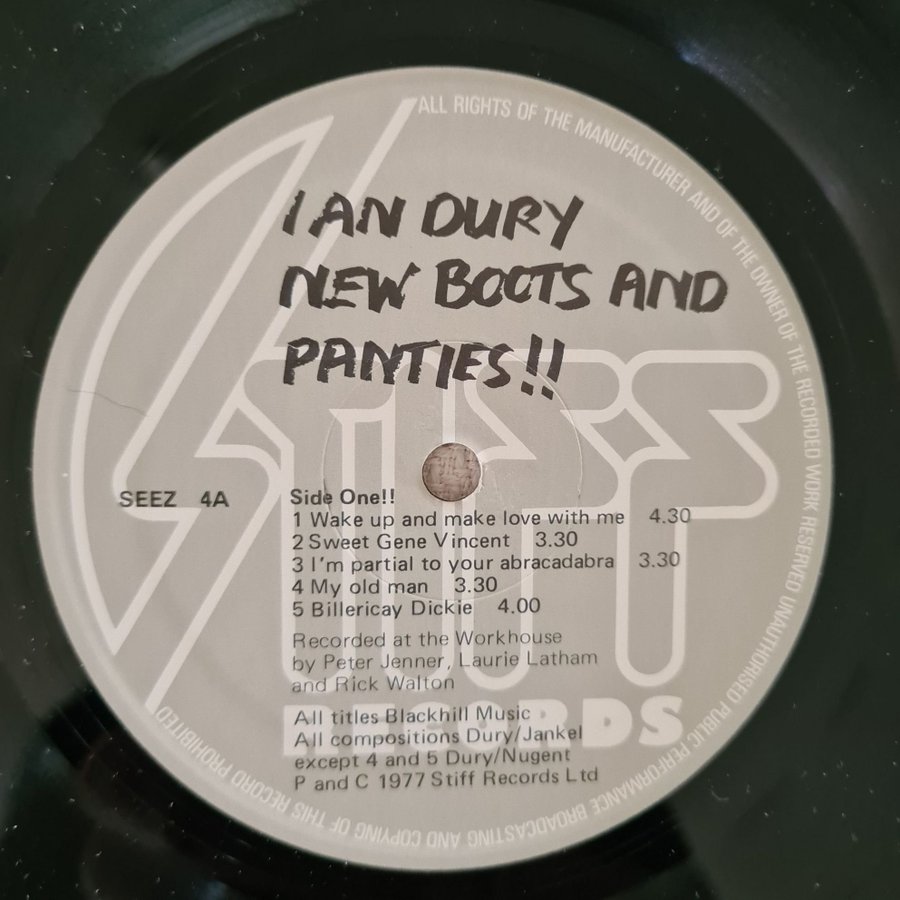 ALL RIGHTS OF THE MANUFACTURER AND OF THE OWNER OF THE RECORDED WORK RESERVED UNAUTHORISED PUBLIC PERFORMANCE BROADCASTING AND COPYING OF THIS RECORD PROHIBITED
IAN DURY
NEW BOOTS AND
PANTIES!!
STIFF
RECORDS
SEEZ 4A
Side One!!
1 Wake up and make love with me 4.30
2 Sweet Gene Vincent 3.30
3 I'm partial to your abracadabra 3.30
4 My old man 3.30
5 Billericay Dickie 4.00
Recorded at the Workhouse
by Peter Jenner, Laurie Latham
and Rick Walton
All titles Blackhill Music
All compositions Dury/Jankel
except 4 and 5 Dury/Nugent
P and C 1977 Stiff Records Ltd